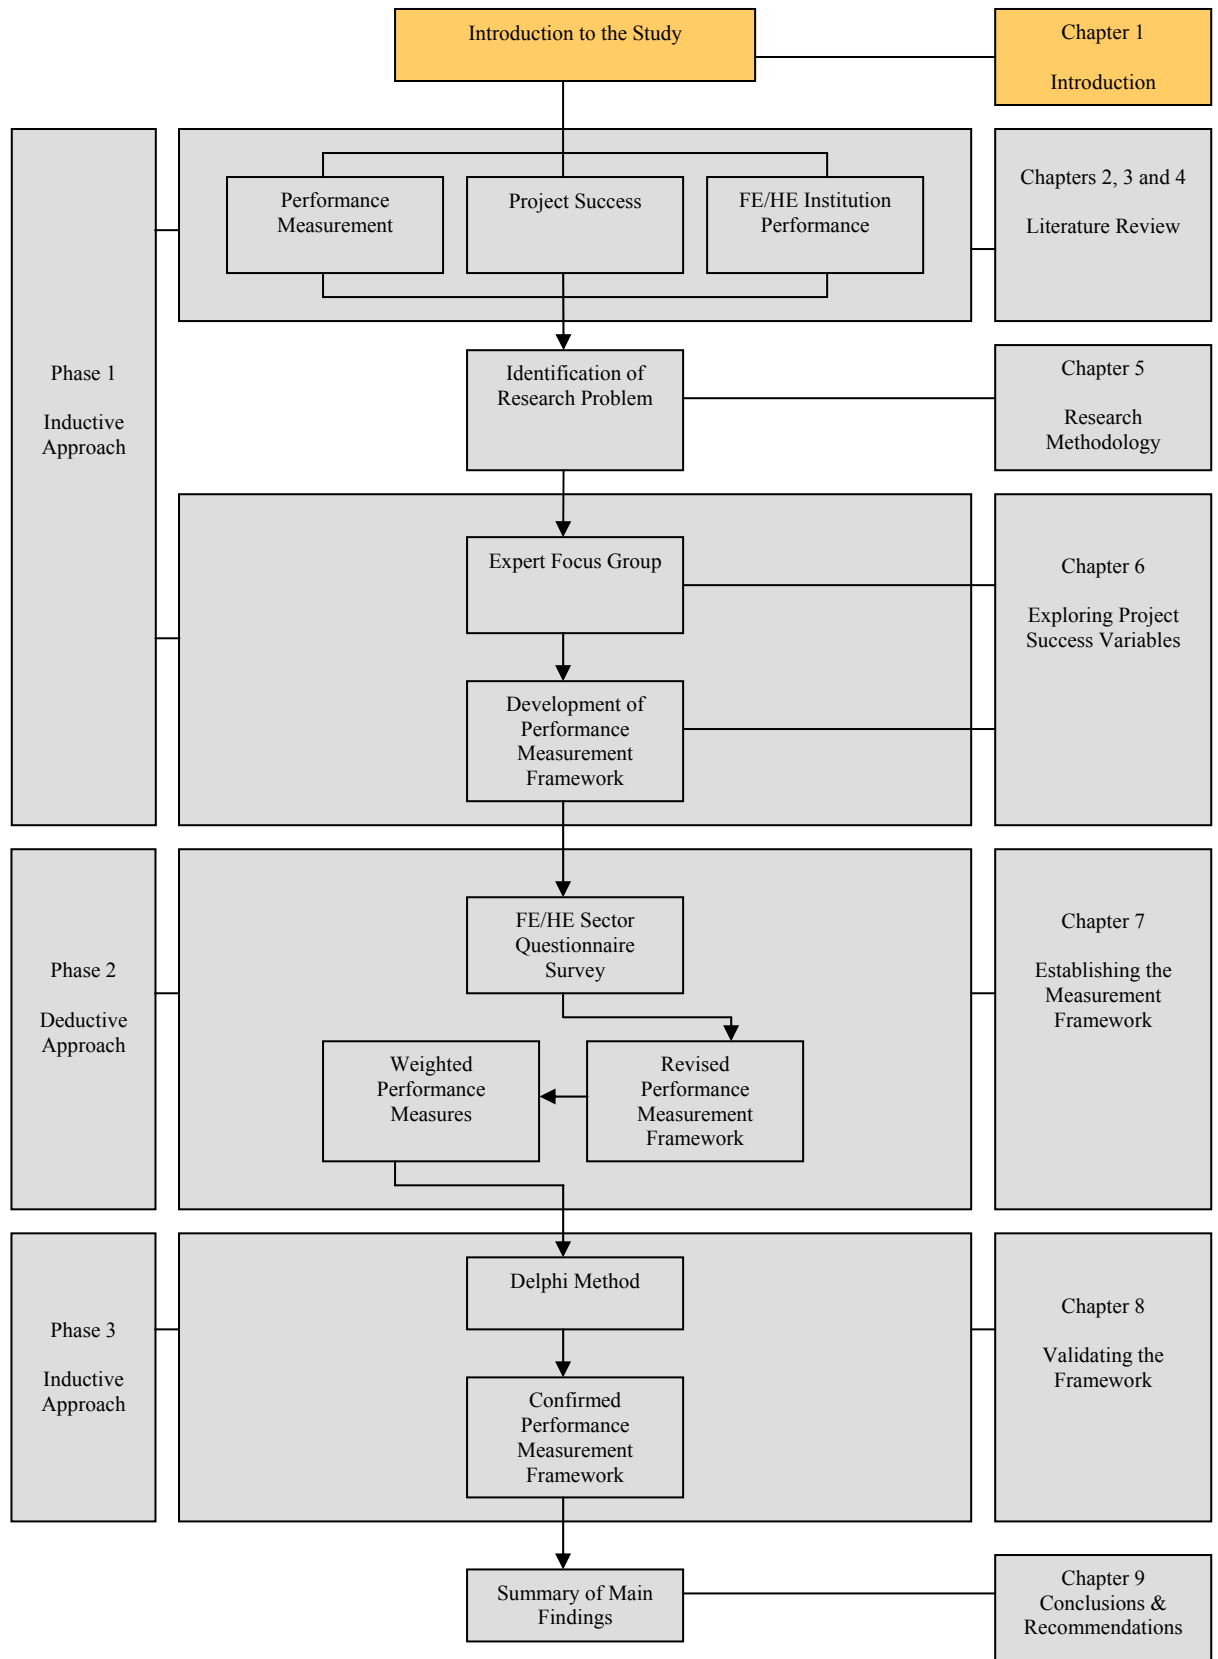 Introduction to the Study
Chapter 1
Introduction
Performance
Measurement
Project Success
FE/HE Institution
Performance
Chapters 2, 3 and 4
Literature Review
Phase 1
Inductive
Approach
Identification of
Research Problem
Chapter 5
Research
Methodology
Expert Focus Group
Chapter 6
Exploring Project
Success Variables
Development of
Performance
Measurement
Framework
Phase 2
Deductive
Approach
FE/HE Sector
Questionnaire
Survey
Chapter 7
Establishing the
Measurement
Framework
Weighted
Performance
Measures
Revised
Performance
Measurement
Framework
Phase 3
Inductive
Approach
Delphi Method
Chapter 8
Validating the
Framework
Confirmed
Performance
Measurement
Framework
Summary of Main
Findings
Chapter 9
Conclusions &
Recommendations